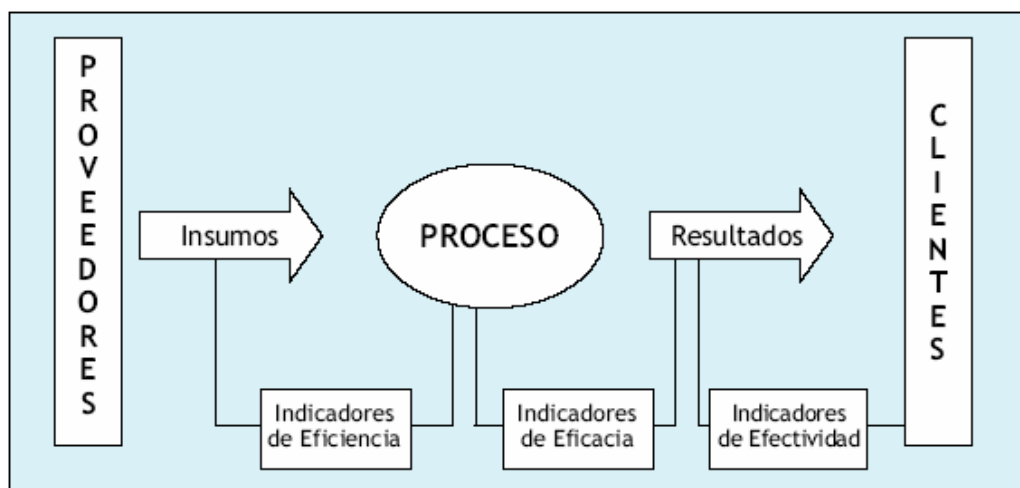 PROVEEDORES
Insumos
PROCESO
Resultados
CLIENTES
Indicadores
de Eficiencia
Indicadores
de Eficacia
Indicadores
de Efectividad